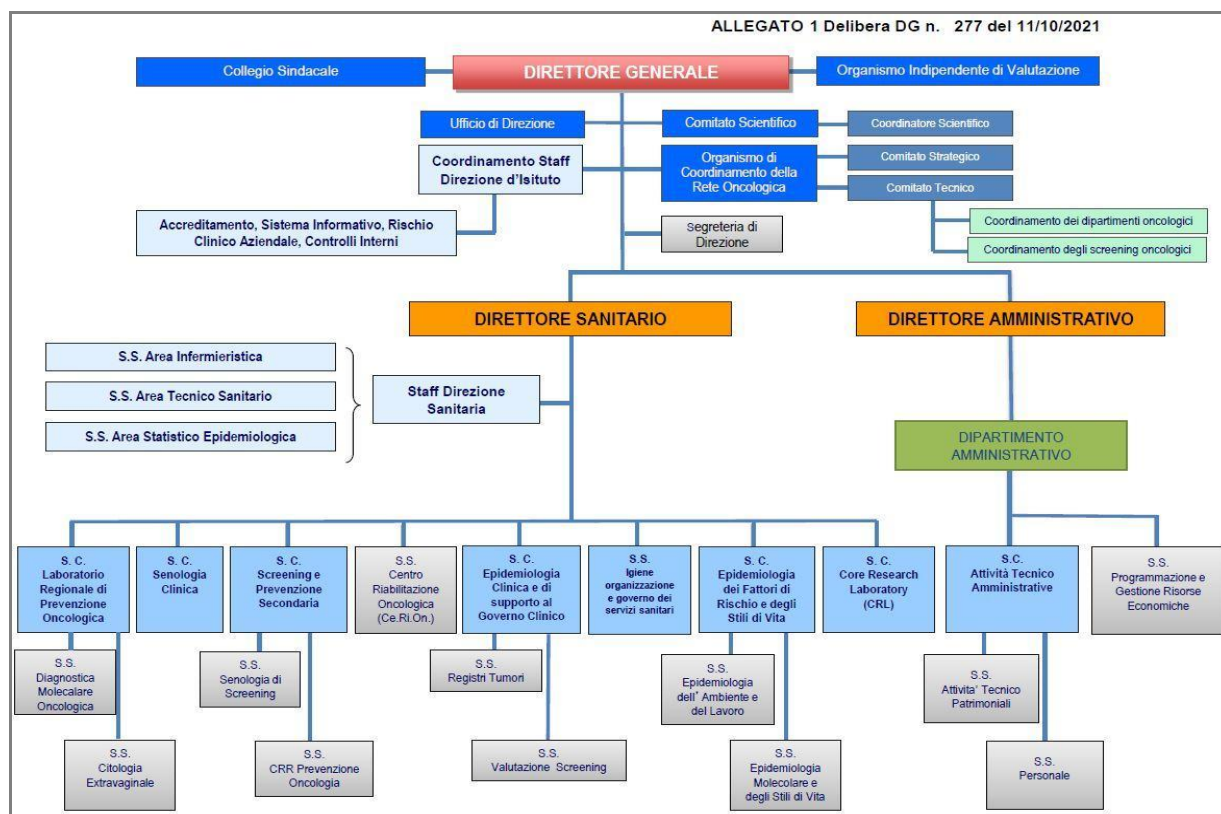 ALLEGATO 1 Delibera DG n. 277 del 11/10/2021
Collegio Sindacale
DIRETTORE GENERALE
Organismo Indipendente di Valutazione
Ufficio di Direzione
Comitato Scientifico
Coordinatore Scientifico
Coordinamento Staff
Direzione d'Isituto
Organismo di
Coordinamento della
Rete Oncologica
Comitato Strategico
Comitato Tecnico
Accreditamento, Sistema Informativo, Rischio
Clinico Aziendale, Controlli Interni
Segreteria di
Direzione
Coordinamento dei dipartimenti oncologici
Coordinamento degli screening oncologici
DIRETTORE SANITARIO
DIRETTORE AMMINISTRATIVO
S.S. Area Infermieristica
S.S. Area Tecnico Sanitario
S.S. Area Statistico Epidemiologica
Staff Direzione
Sanitaria
DIPARTIMENTO
AMMINISTRATIVO
S. C.
Laboratorio
Regionale di
Prevenzione
Oncologica
S. C.
Senologia
Clinica
S. C.
Screening e
Prevenzione
Secondaria
S.S.
Centro
Riabilitazione
Oncologica
(Ce.Ri.On.)
S. C.
Epidemiologia
Clinica e di
supporto al
Governo Clinico
S.S.
Igiene
organizzazione
e governo dei
servizi sanitari
S. C.
Epidemiologia
dei Fattori di
Rischio e degli
Stili di Vita
S. C.
Core Research
Laboratory
(CRL)
S.C.
Attività Tecnico
Amministrative
S.S.
Programmazione e
Gestione Risorse
Economiche
S.S.
Diagnostica
Molecalare
Oncologica
S.S.
Senologia di
Screening
S.S.
Registri Tumori
S.S.
Epidemiologia
dell' Ambiente e
del Lavoro
S.S.
Attivita' Tecnico
Patrimoniali
S.S.
Citologia
Extravaginale
S.S.
CRR Prevenzione
Oncologia
S.S.
Valutazione Screening
S.S.
Epidemiologia
Molecolare e
degli Stili di Vita
S.S.
Personale